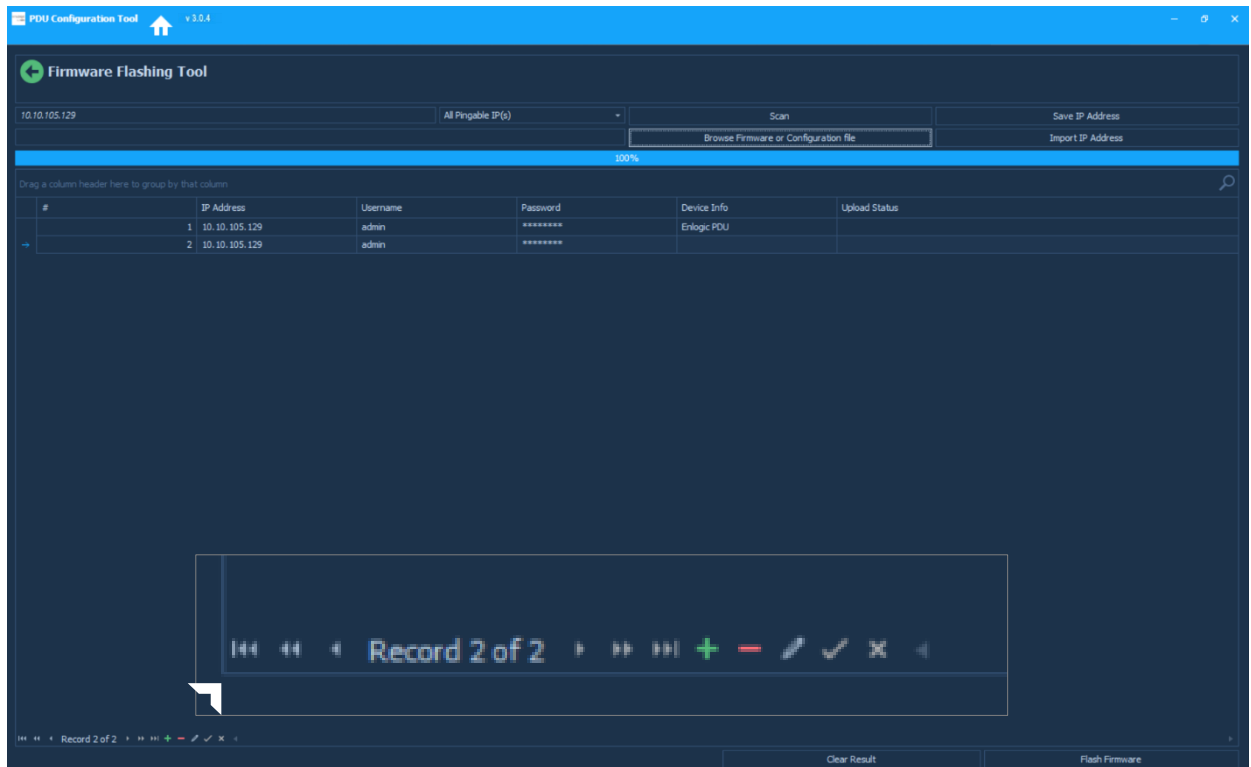 PDU Configuration Tool v 3.0.4
Firmware Flashing Tool
10.10.105.129 All Pingable IP(s) Scan Save IP Address
Browse Firmware or Configuration file Import IP Address
100%
Drag a column header here to group by that column
# IP Address Username Password Device Info Upload Status
1 10.10.105.129 admin ******** Enlogic PDU
2 10.10.105.129 admin ********
Record 2 of 2
Record 2 of 2
Clear Result Flash Firmware